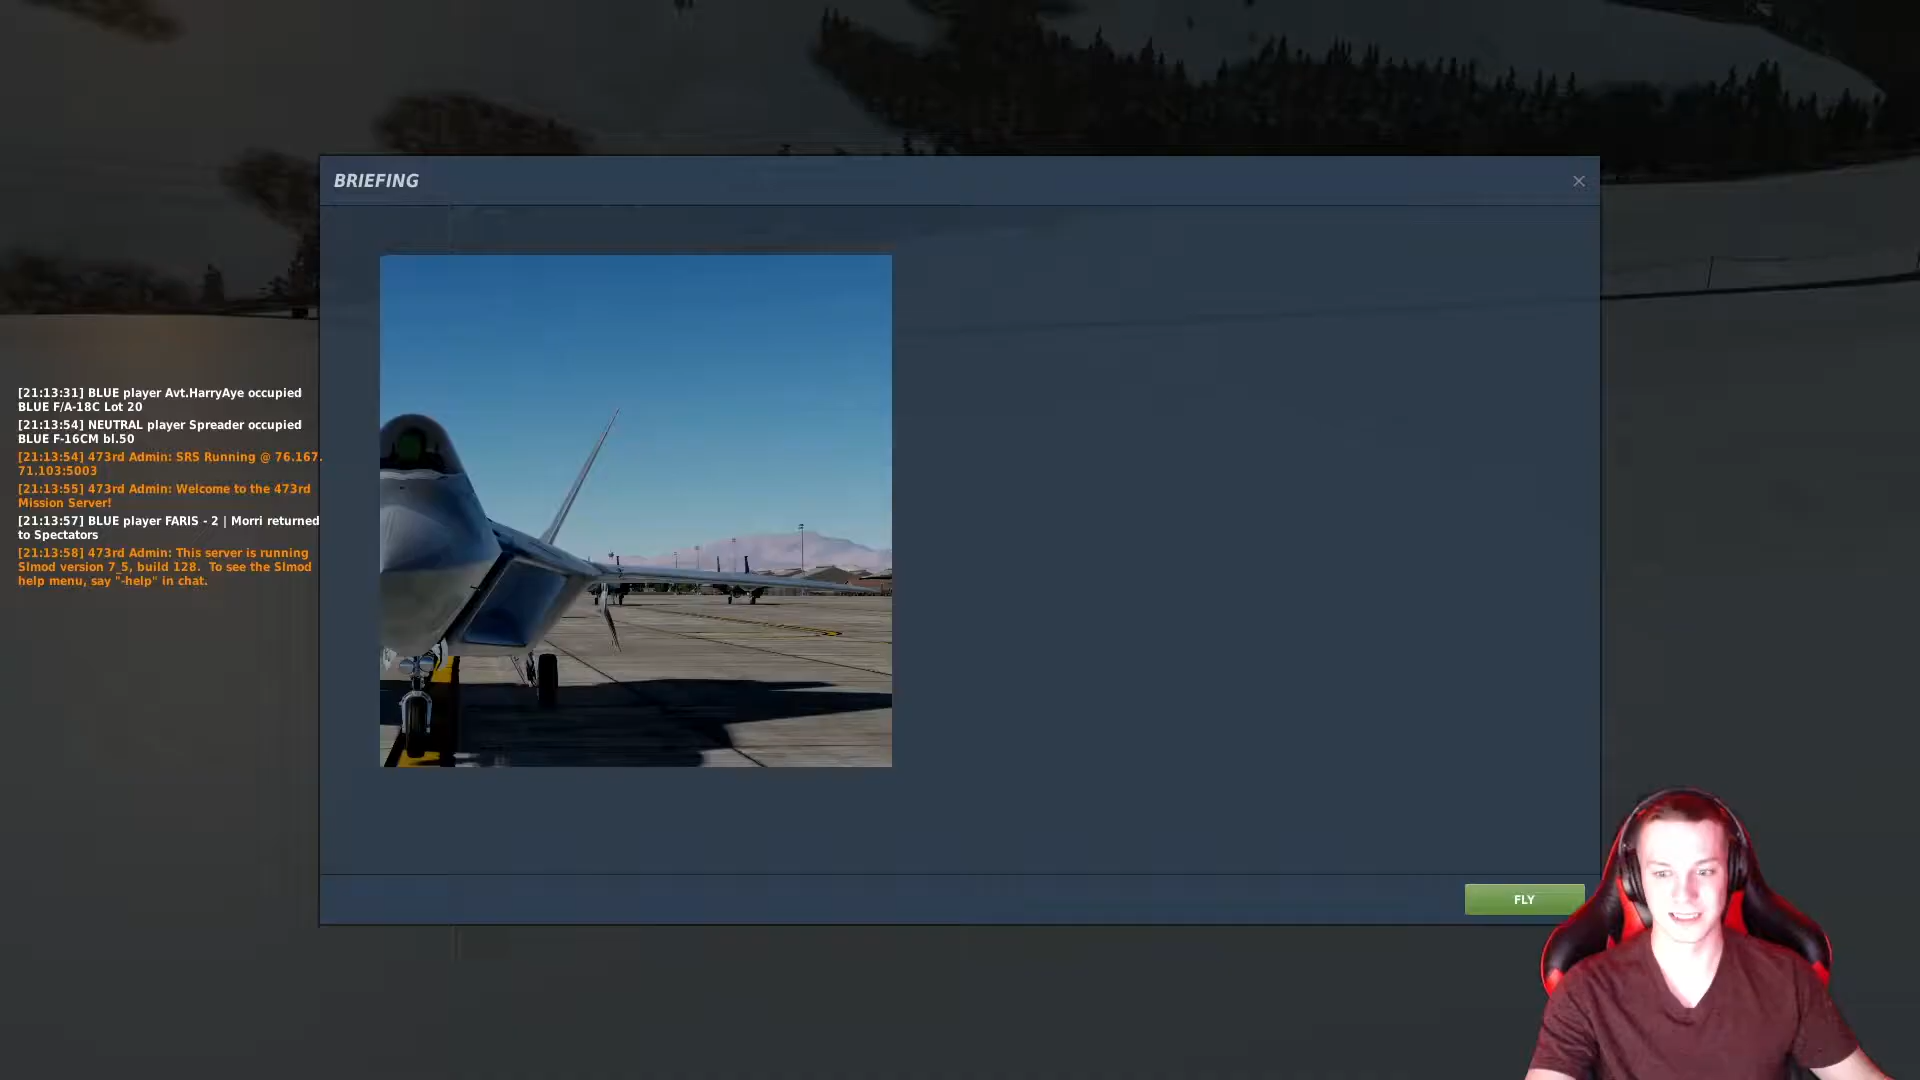 BRIEFING
[21:13:31] BLUE player Avt.HarryAye occupied
BLUE F/A-18C Lot 20
[21:13:54] NEUTRAL player Spreader occupied
BLUE F-16CM bl.50
[21:13:54] 473rd Admin: SRS Running @ 76.167.
71.103:5003
[21:13:55] 473rd Admin: Welcome to the 473rd
Mission Server!
[21:13:57] BLUE player FARIS - 2 | Morri returned
to Spectators
[21:13:58] 473rd Admin: This server is running
Slmod version 7_5, build 128.  To see the Slmod
help menu, say "-help" in chat.
FLY